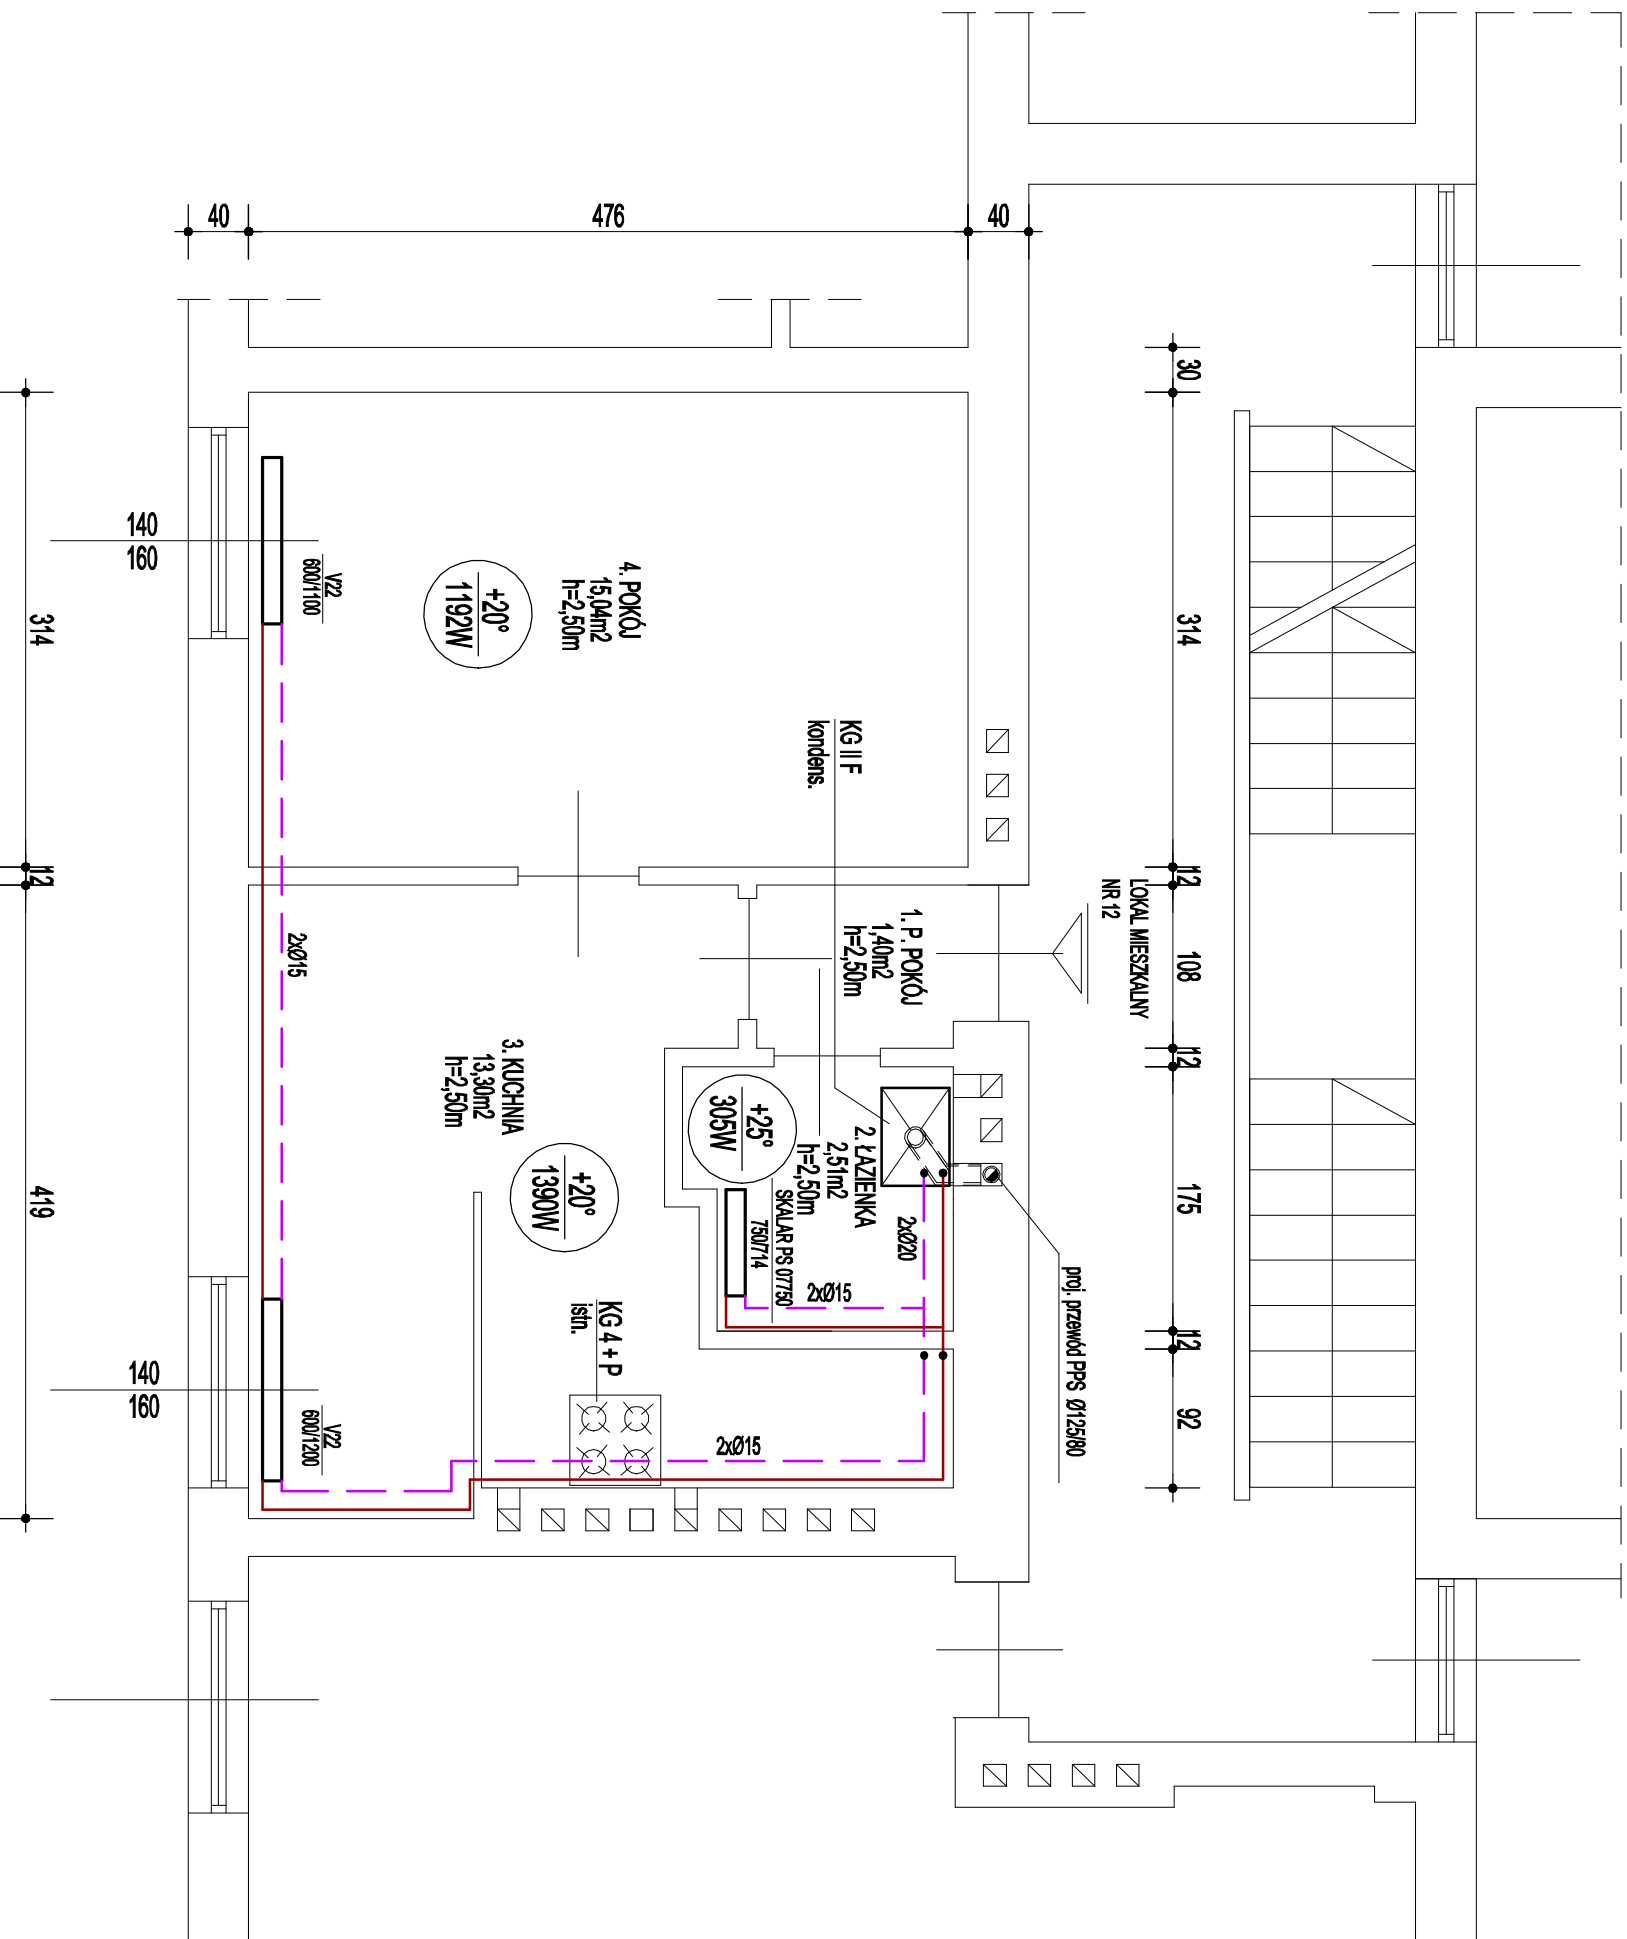 40
476
40
30
314
12
108
12
175
12
92
LOKAL MIESZKALNY
NR 12
proj. przewód PPS Ø125/80
KG II F
kondens.
1. P. POKÓJ
1,40m2
h=2,50m
2. ŁAZIENKA
2,51m2
h=2,50m
+25°
305W
SKALAR PS 07750
750/714
2xØ20
2xØ15
4. POKÓJ
15,04m2
h=2,50m
+20°
1192W
V22
600/1100
2xØ15
3. KUCHNIA
13,30m2
h=2,50m
+20°
1390W
KG 4 + P
istn.
2xØ15
V22
600/1200
140
160
140
160
314
12
419